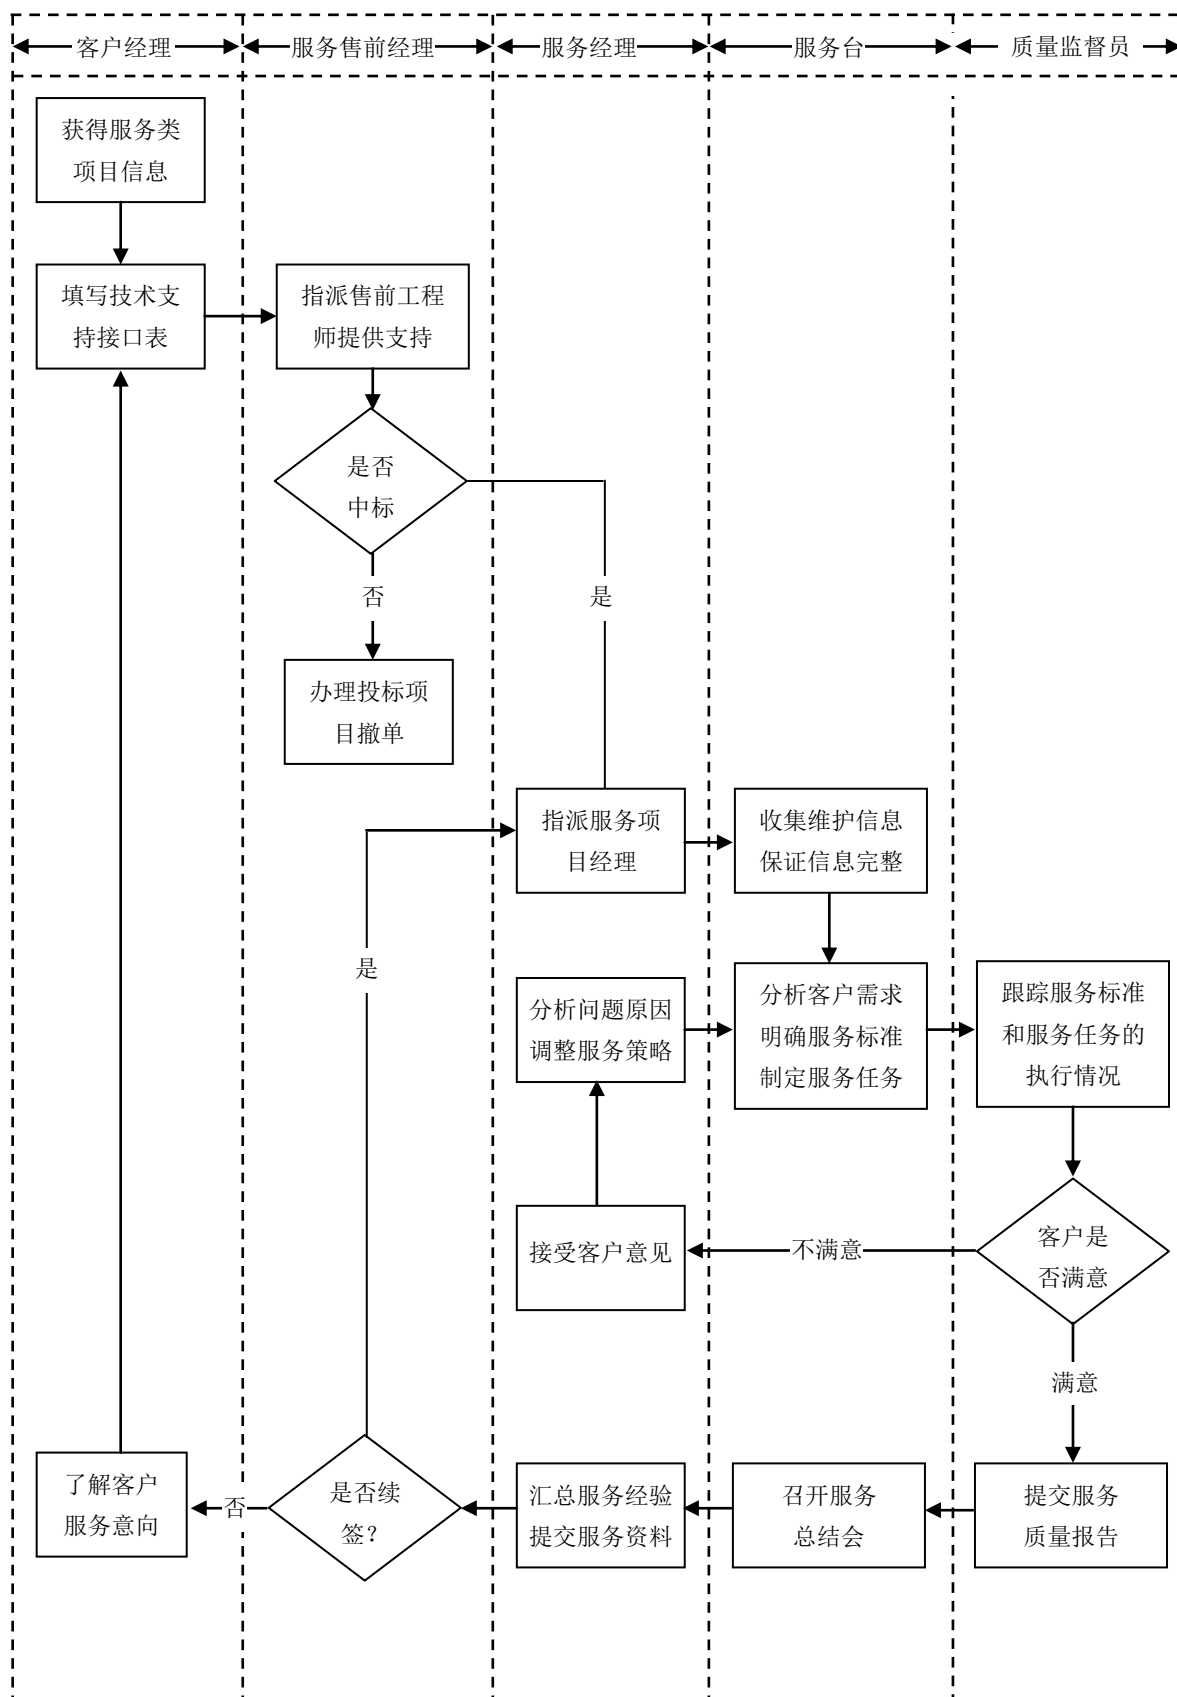 客户经理
服务售前经理
服务经理
服务台
质量监督员
获得服务类
项目信息
填写技术支
持接口表
指派售前工程
师提供支持
是否
中标
否
是
办理投标项
目撤单
指派服务项
目经理
收集维护信息
保证信息完整
是
分析问题原因
调整服务策略
分析客户需求
明确服务标准
制定服务任务
跟踪服务标准
和服务任务的
执行情况
接受客户意见
不满意
客户是
否满意
满意
了解客户
服务意向
否
是否续
签？
汇总服务经验
提交服务资料
召开服务
总结会
提交服务
质量报告